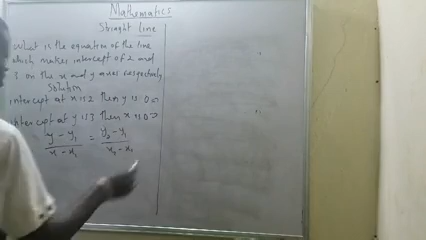 Mathematics
Straight line
What is the equation of the line
which makes intercept of 2 and
3 on the x and y axes respectively
Solution
intercept at x is 2 then y is 0
intercept at y is 3 then x is 0
y - y₁ = y₂ - y₁
x - x₁ x₂ - x₁